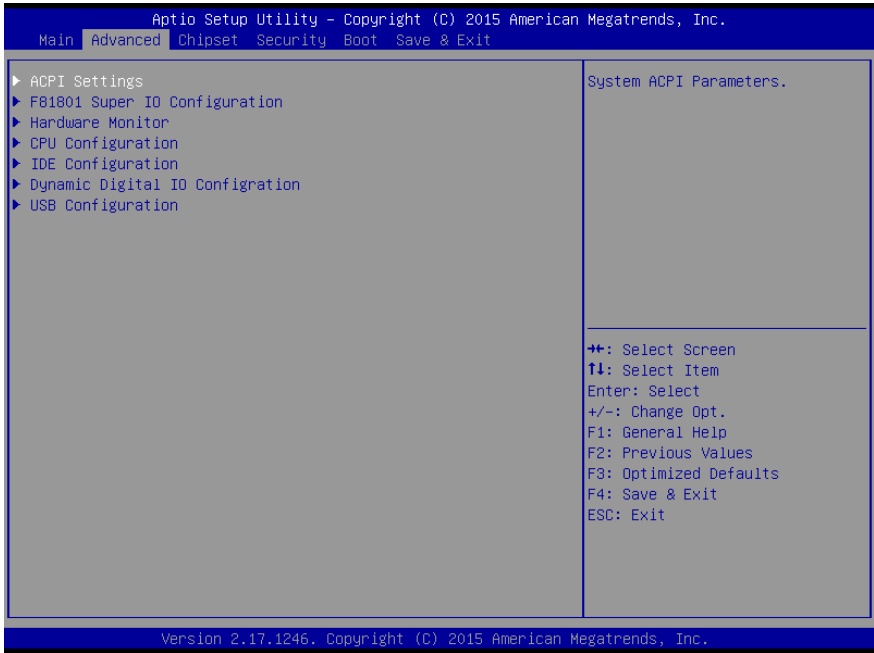 Aptio Setup Utility – Copyright (C) 2015 American Megatrends, Inc.
Main Advanced Chipset Security Boot Save & Exit
▶ ACPI Settings
▶ F81801 Super IO Configuration
▶ Hardware Monitor
▶ CPU Configuration
▶ IDE Configuration
▶ Dynamic Digital IO Configration
▶ USB Configuration
System ACPI Parameters.
→←: Select Screen
↑↓: Select Item
Enter: Select
+/-: Change Opt.
F1: General Help
F2: Previous Values
F3: Optimized Defaults
F4: Save & Exit
ESC: Exit
Version 2.17.1246. Copyright (C) 2015 American Megatrends, Inc.